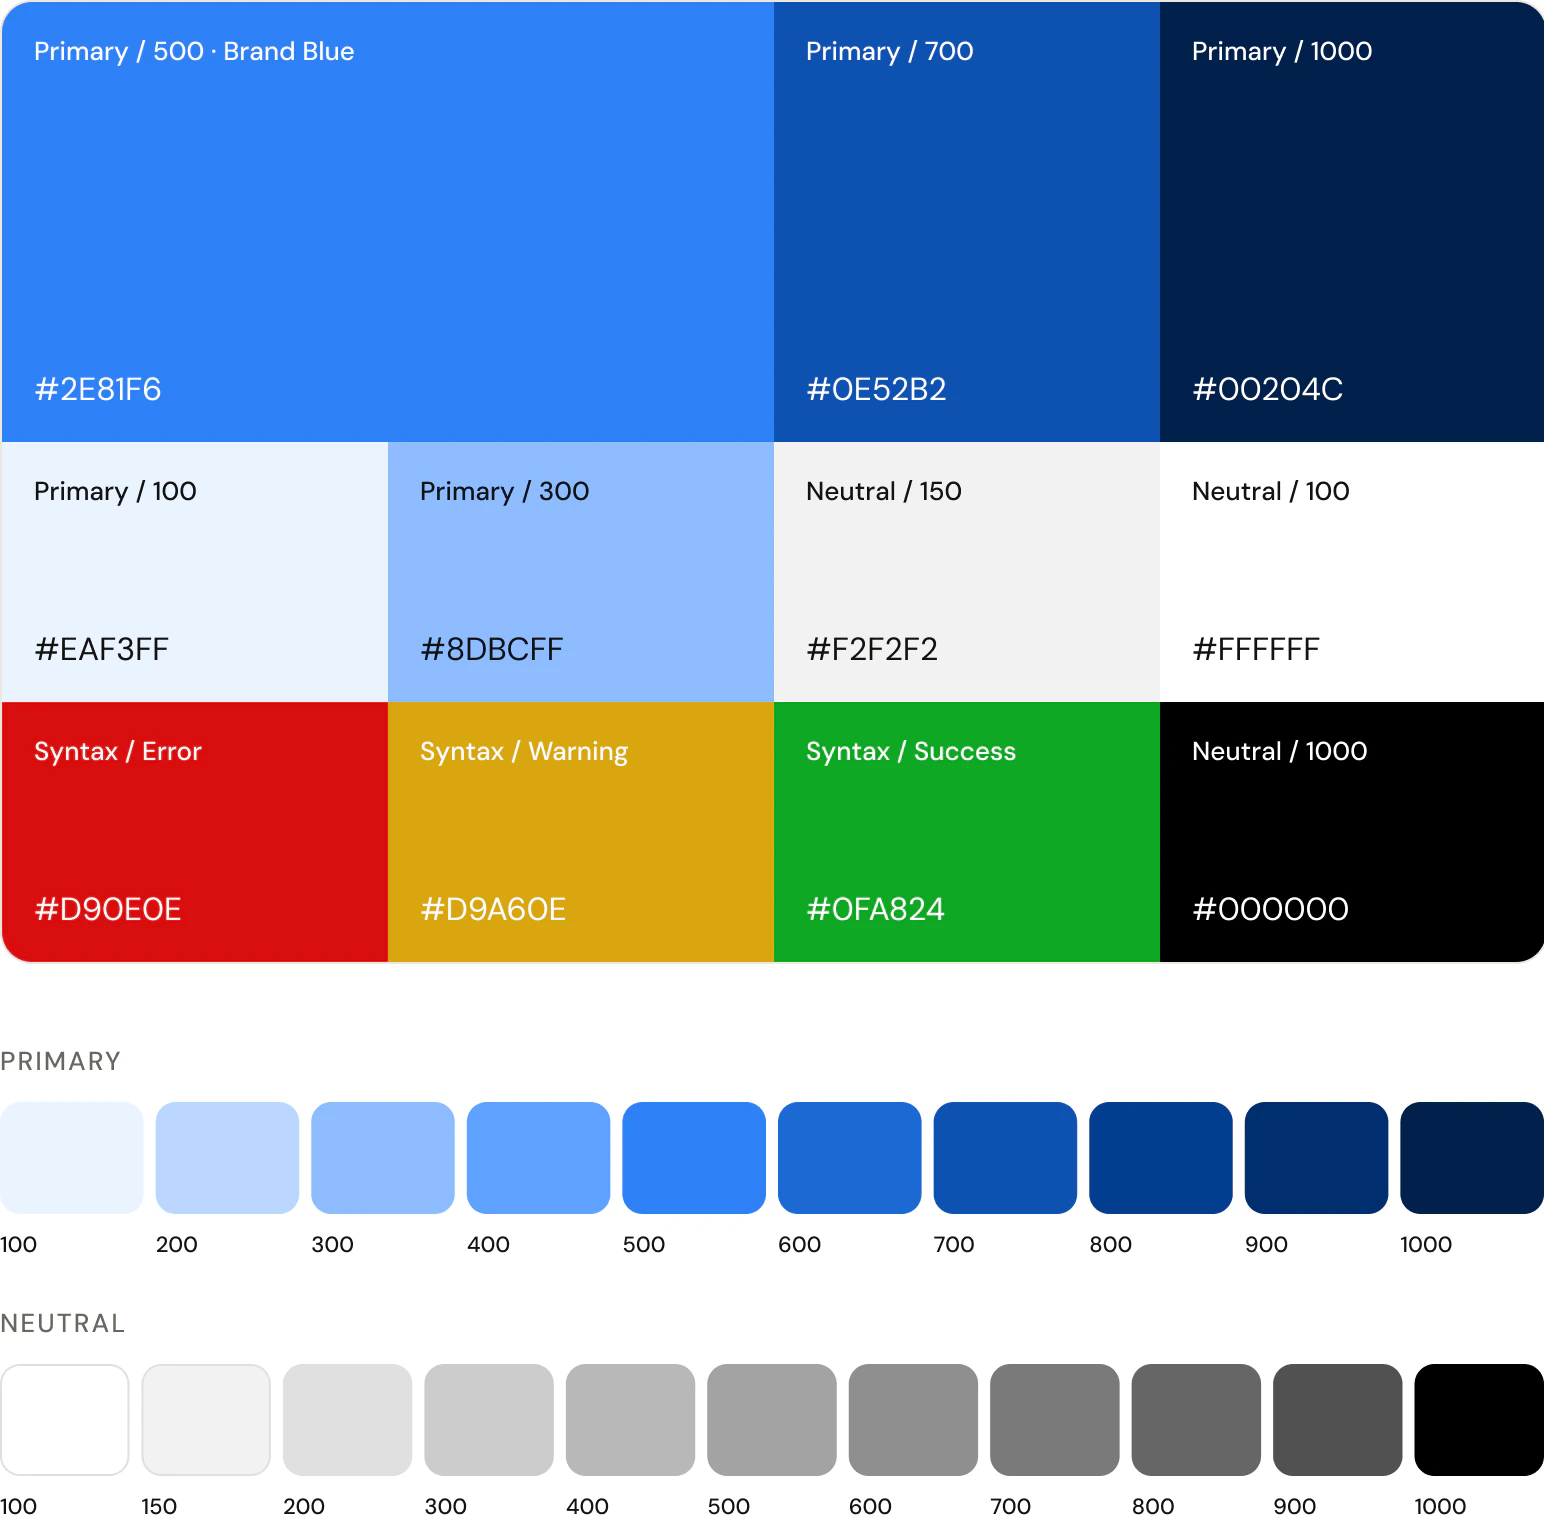 Primary / 500 · Brand Blue
#2E81F6
Primary / 700
#0E52B2
Primary / 1000
#00204C
Primary / 100
#EAF3FF
Primary / 300
#8DBCFF
Neutral / 150
#F2F2F2
Neutral / 100
#FFFFFF
Syntax / Error
#D90E0E
Syntax / Warning
#D9A60E
Syntax / Success
#0FA824
Neutral / 1000
#000000
PRIMARY
100
200
300
400
500
600
700
800
900
1000
NEUTRAL
100
150
200
300
400
500
600
700
800
900
1000